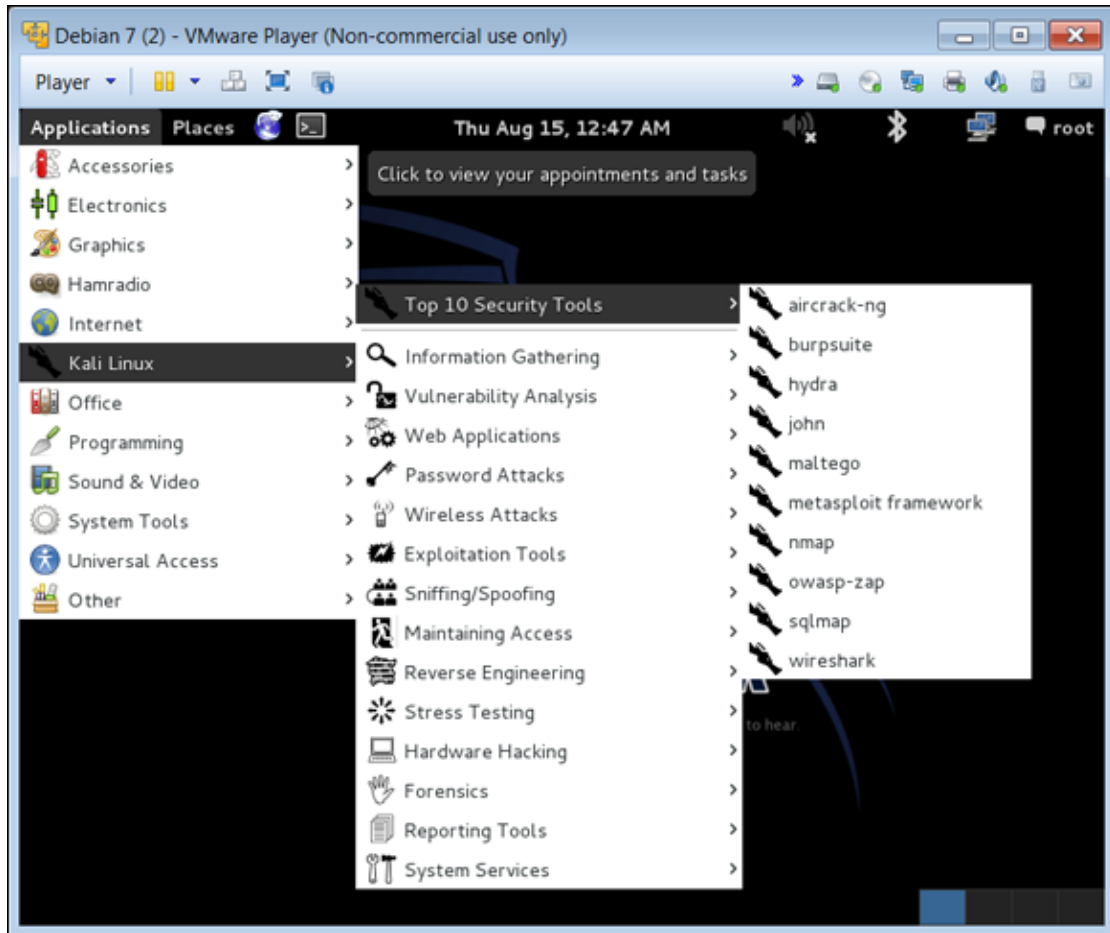 Debian 7 (2) - VMware Player (Non-commercial use only)
Player
Applications Places Thu Aug 15, 12:47 AM root
Click to view your appointments and tasks
Accessories
Electronics
Graphics
Hamradio
Internet
Kali Linux
Office
Programming
Sound & Video
System Tools
Universal Access
Other
Top 10 Security Tools
Information Gathering
Vulnerability Analysis
Web Applications
Password Attacks
Wireless Attacks
Exploitation Tools
Sniffing/Spoofing
Maintaining Access
Reverse Engineering
Stress Testing
Hardware Hacking
Forensics
Reporting Tools
System Services
aircrack-ng
burpsuite
hydra
john
maltego
metasploit framework
nmap
owasp-zap
sqlmap
wireshark
to hear.